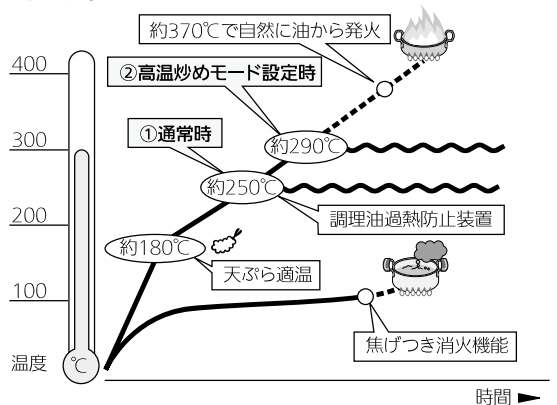 約370℃で自然に油から発火
400
②高温炒めモード設定時
300
①通常時
約290℃
約250℃
200
調理油過熱防止装置
約180℃
天ぷら適温
100
焦げつき消火機能
温度
℃
時間